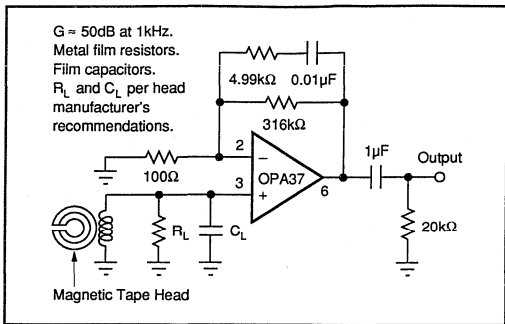 G ≈ 50dB at 1kHz.
Metal film resistors.
Film capacitors.
R_L and C_L per head
manufacturer's
recommendations.
4.99kΩ
0.01µF
316kΩ
100Ω
2
−
3
+
OPA37
6
1µF
Output
20kΩ
R_L
C_L
Magnetic Tape Head